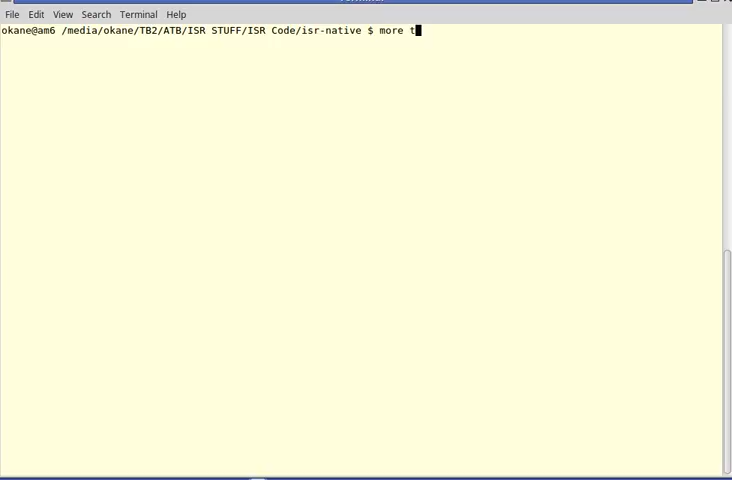 File Edit View Search Terminal Help
okane@am6 /media/okane/TB2/ATB/ISR STUFF/ISR Code/isr-native $ more t